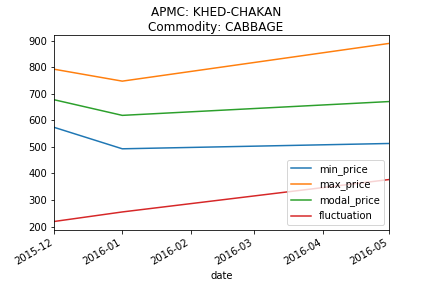 APMC: KHED-CHAKAN
Commodity: CABBAGE
900
800
700
600
500
400
300
200
min_price
max_price
modal_price
fluctuation
2015-12
2016-01
2016-02
2016-03
2016-04
2016-05
date